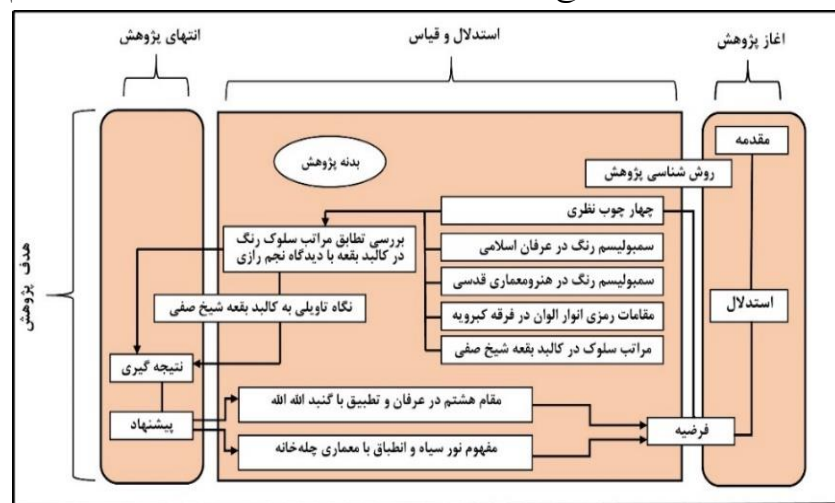 اغاز پژوهش
استدلال و قیاس
انتهای پژوهش
هدف پژوهش
مقدمه
استدلال
فرضیه
روش شناسی پژوهش
بدنه پژوهش
چهار چوب نظری
سمبولیسم رنگ در عرفان اسلامی
سمبولیسم رنگ در هنرومعماری قدسی
مقامات رمزی انوار الوان در فرقه کبرویه
مراتب سلوک در کالبد بقعه شیخ صفی
بررسی تطابق مراتب سلوک رنگ
در کالبد بقعه با دیدگاه نجم رازی
نگاه تاویلی به کالبد بقعه شیخ صفی
مقام هشتم در عرفان و تطبیق با گنبد الله الله
مفهوم نور سیاه و انطباق با معماری چله‌خانه
نتیجه گیری
پیشنهاد